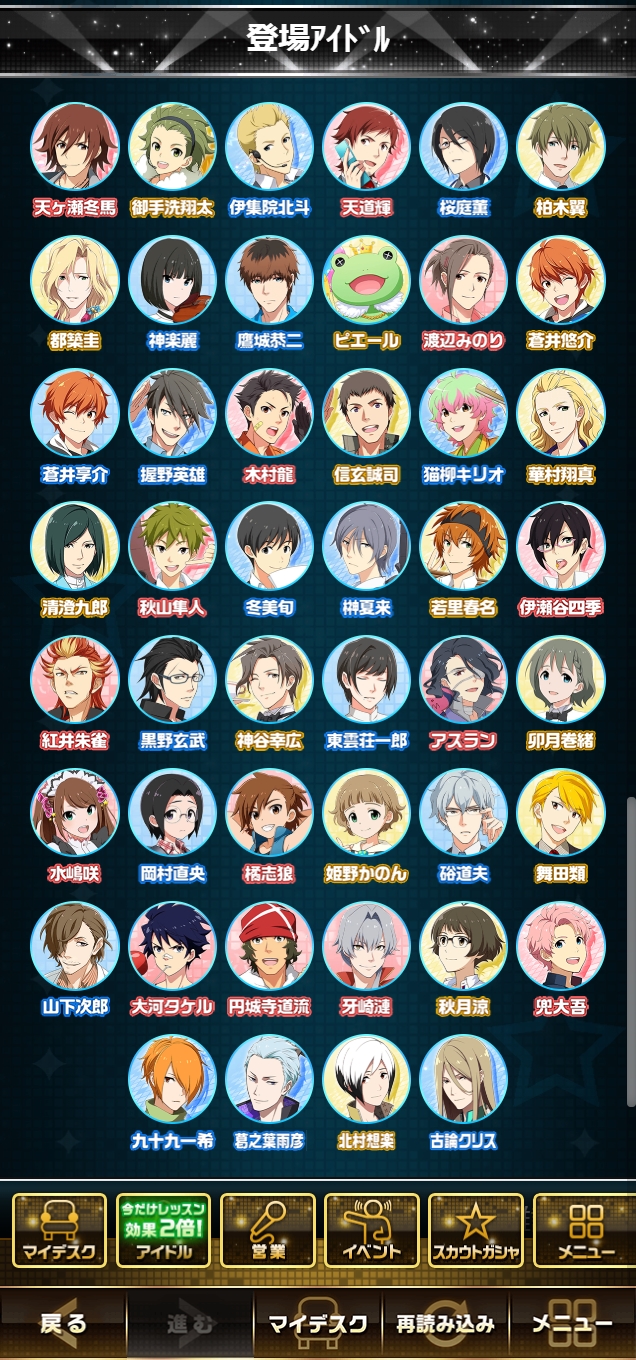 登場ｱｲﾄﾞﾙ
天ヶ瀬冬馬 御手洗翔太 伊集院北斗 天道輝 桜庭薫 柏木翼
都築圭 神楽麗 鷹城恭二 ピエール 渡辺みのり 蒼井悠介
蒼井享介 握野英雄 木村龍 信玄誠司 猫柳キリオ 華村翔真
清澄九郎 秋山隼人 冬美旬 榊夏来 若里春名 伊瀬谷四季
紅井朱雀 黒野玄武 神谷幸広 東雲荘一郎 アスラン 卯月巻緒
水嶋咲 岡村直央 橘志狼 姫野かのん 硲道夫 舞田類
山下次郎 大河タケル 円城寺道流 牙崎漣 秋月涼 兜大吾
九十九一希 葛之葉雨彦 北村想楽 古論クリス
今だけレッスン
効果2倍!
マイデスク アイドル 営業 イベント スカウトガシャ メニュー
戻る 進む マイデスク 再読み込み メニュー